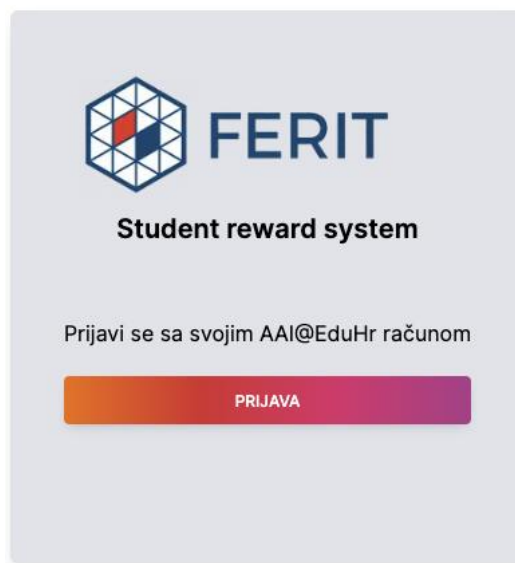 FERIT
Student reward system
Prijavi se sa svojim AAI@EduHr računom
PRIJAVA